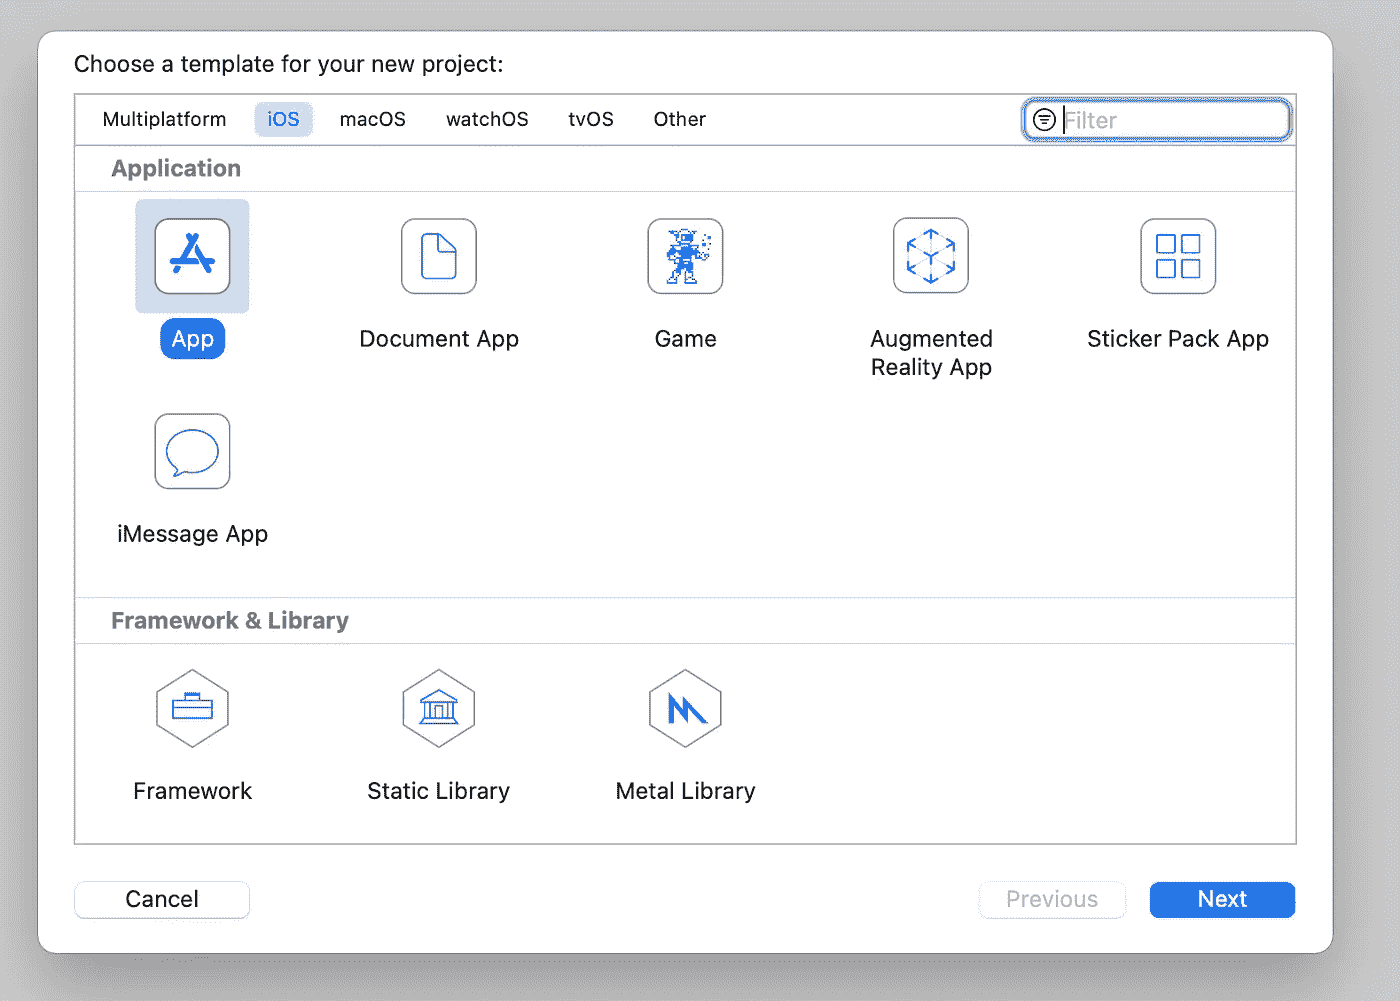 Choose a template for your new project:
Multiplatform iOS macOS watchOS tvOS Other Filter
Application
App Document App Game Augmented Reality App Sticker Pack App
iMessage App
Framework & Library
Framework Static Library Metal Library
Cancel Previous Next